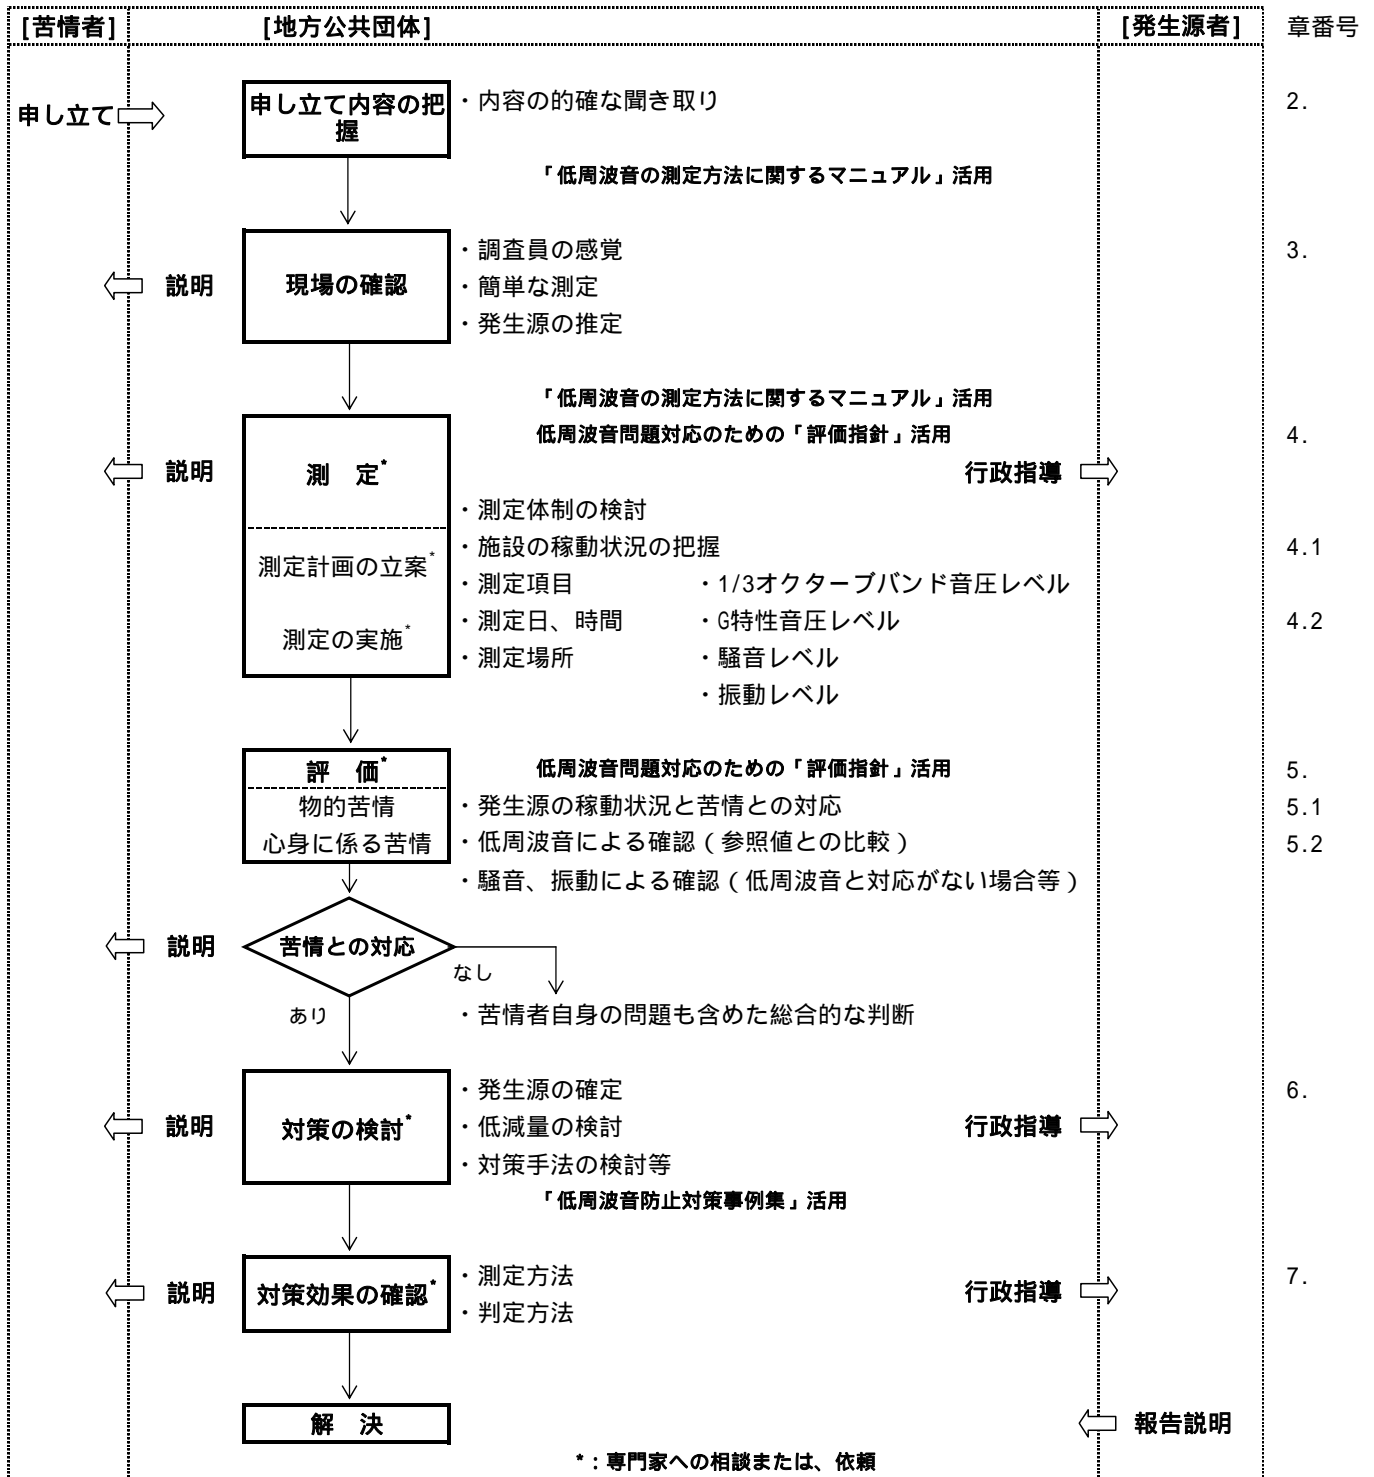 [苦情者] [地方公共団体] [発生源者] 章番号
申し立て 申し立て内容の把 ・内容の的確な聞き取り 2.
握
「低周波音の測定方法に関するマニュアル」活用
・調査員の感覚 3.
説明 現場の確認 ・簡単な測定
・発生源の推定
「低周波音の測定方法に関するマニュアル」活用
低周波音問題対応のための「評価指針」活用 4.
説明 測 定* 行政指導
・測定体制の検討
測定計画の立案* ・施設の稼動状況の把握 4.1
・測定項目 ・1/3オクターブバンド音圧レベル
測定の実施* ・測定日、時間 ・G特性音圧レベル 4.2
・測定場所 ・騒音レベル
・振動レベル
評 価* 低周波音問題対応のための「評価指針」活用 5.
物的苦情 ・発生源の稼動状況と苦情との対応 5.1
心身に係る苦情 ・低周波音による確認(参照値との比較) 5.2
・騒音、振動による確認(低周波音と対応がない場合等)
説明 苦情との対応
なし
あり ・苦情者自身の問題も含めた総合的な判断
・発生源の確定 6.
説明 対策の検討* ・低減量の検討 行政指導
・対策手法の検討等
「低周波音防止対策事例集」活用
・測定方法 7.
説明 対策効果の確認* 行政指導
・判定方法
解 決 報告説明
*:専門家への相談または、依頼